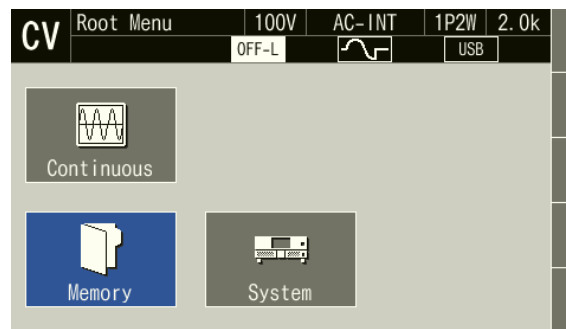 CV Root Menu 100V AC-INT 1P2W 2.0k
OFF-L USB
Continuous
Memory System